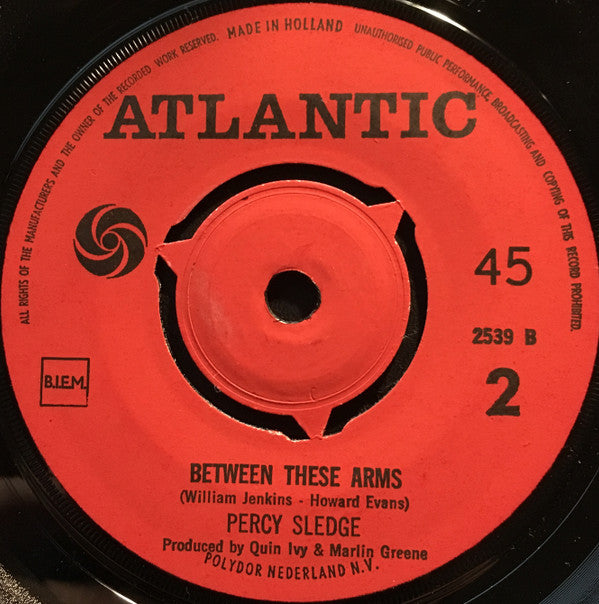 ALL RIGHTS OF THE MANUFACTURERS AND THE OWNER OF THE RECORDED WORK RESERVED. MADE IN HOLLAND UNAUTHORISED PUBLIC PERFORMANCE, BROADCASTING AND COPYING OF THIS RECORD PROHIBITED.
ATLANTIC
45
2539 B
B.I.E.M.
2
BETWEEN THESE ARMS
(William Jenkins - Howard Evans)
PERCY SLEDGE
Produced by Quin Ivy & Marlin Greene
POLYDOR NEDERLAND N.V.